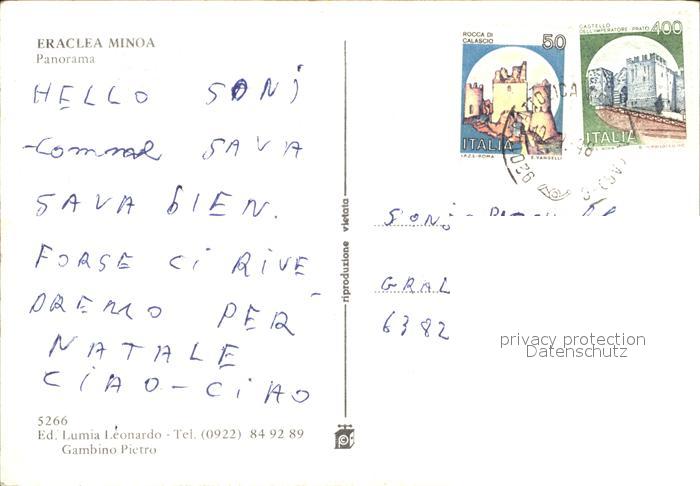 ERACLEA MINOA
Panorama
HELLO SONI
-Commal SAVA
SAVA BIEN.
FORSE CI RIVE
DREMO PER
NATALE
CIAO-CIAO
5266
Ed. Lumia Leonardo - Tel. (0922) 84 92 89
Gambino Pietro
riproduzione vietata
ROCCA DI
CALASCIO
50
ITALIA
I.P.Z.S.-ROMA E. VANGELLI
CASTELLO
DELL'IMPERATORE-PRATO
400
ITALIA
SONI
GRAL
6382
privacy protection
Datenschutz